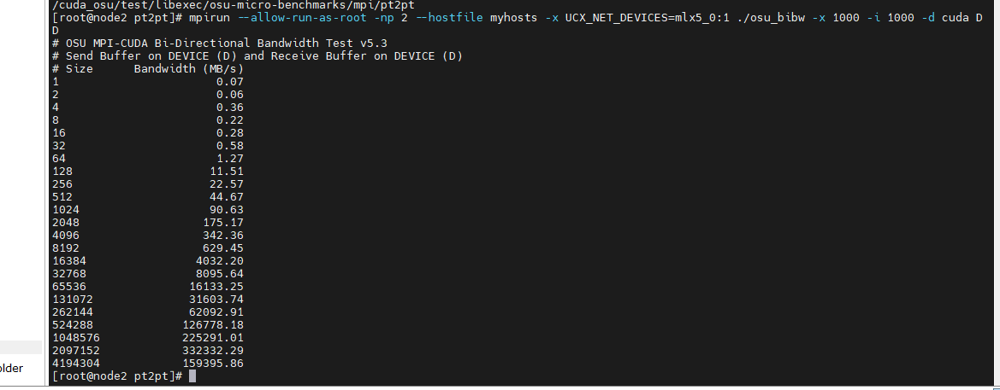 /cuda_osu/test/libexec/osu-micro-benchmarks/mpi/pt2pt
[root@node2 pt2pt]# mpirun --allow-run-as-root -np 2 --hostfile myhosts -x UCX_NET_DEVICES=mlx5_0:1 ./osu_bibw -x 1000 -i 1000 -d cuda D
D
# OSU MPI-CUDA Bi-Directional Bandwidth Test v5.3
# Send Buffer on DEVICE (D) and Receive Buffer on DEVICE (D)
# Size      Bandwidth (MB/s)
1                       0.07
2                       0.06
4                       0.36
8                       0.22
16                      0.28
32                      0.58
64                      1.27
128                    11.51
256                    22.57
512                    44.67
1024                   90.63
2048                  175.17
4096                  342.36
8192                  629.45
16384                4032.20
32768                8095.64
65536               16133.25
131072              31603.74
262144              62092.91
524288             126778.18
1048576            225291.01
2097152            332332.29
4194304            159395.86
[root@node2 pt2pt]#
older